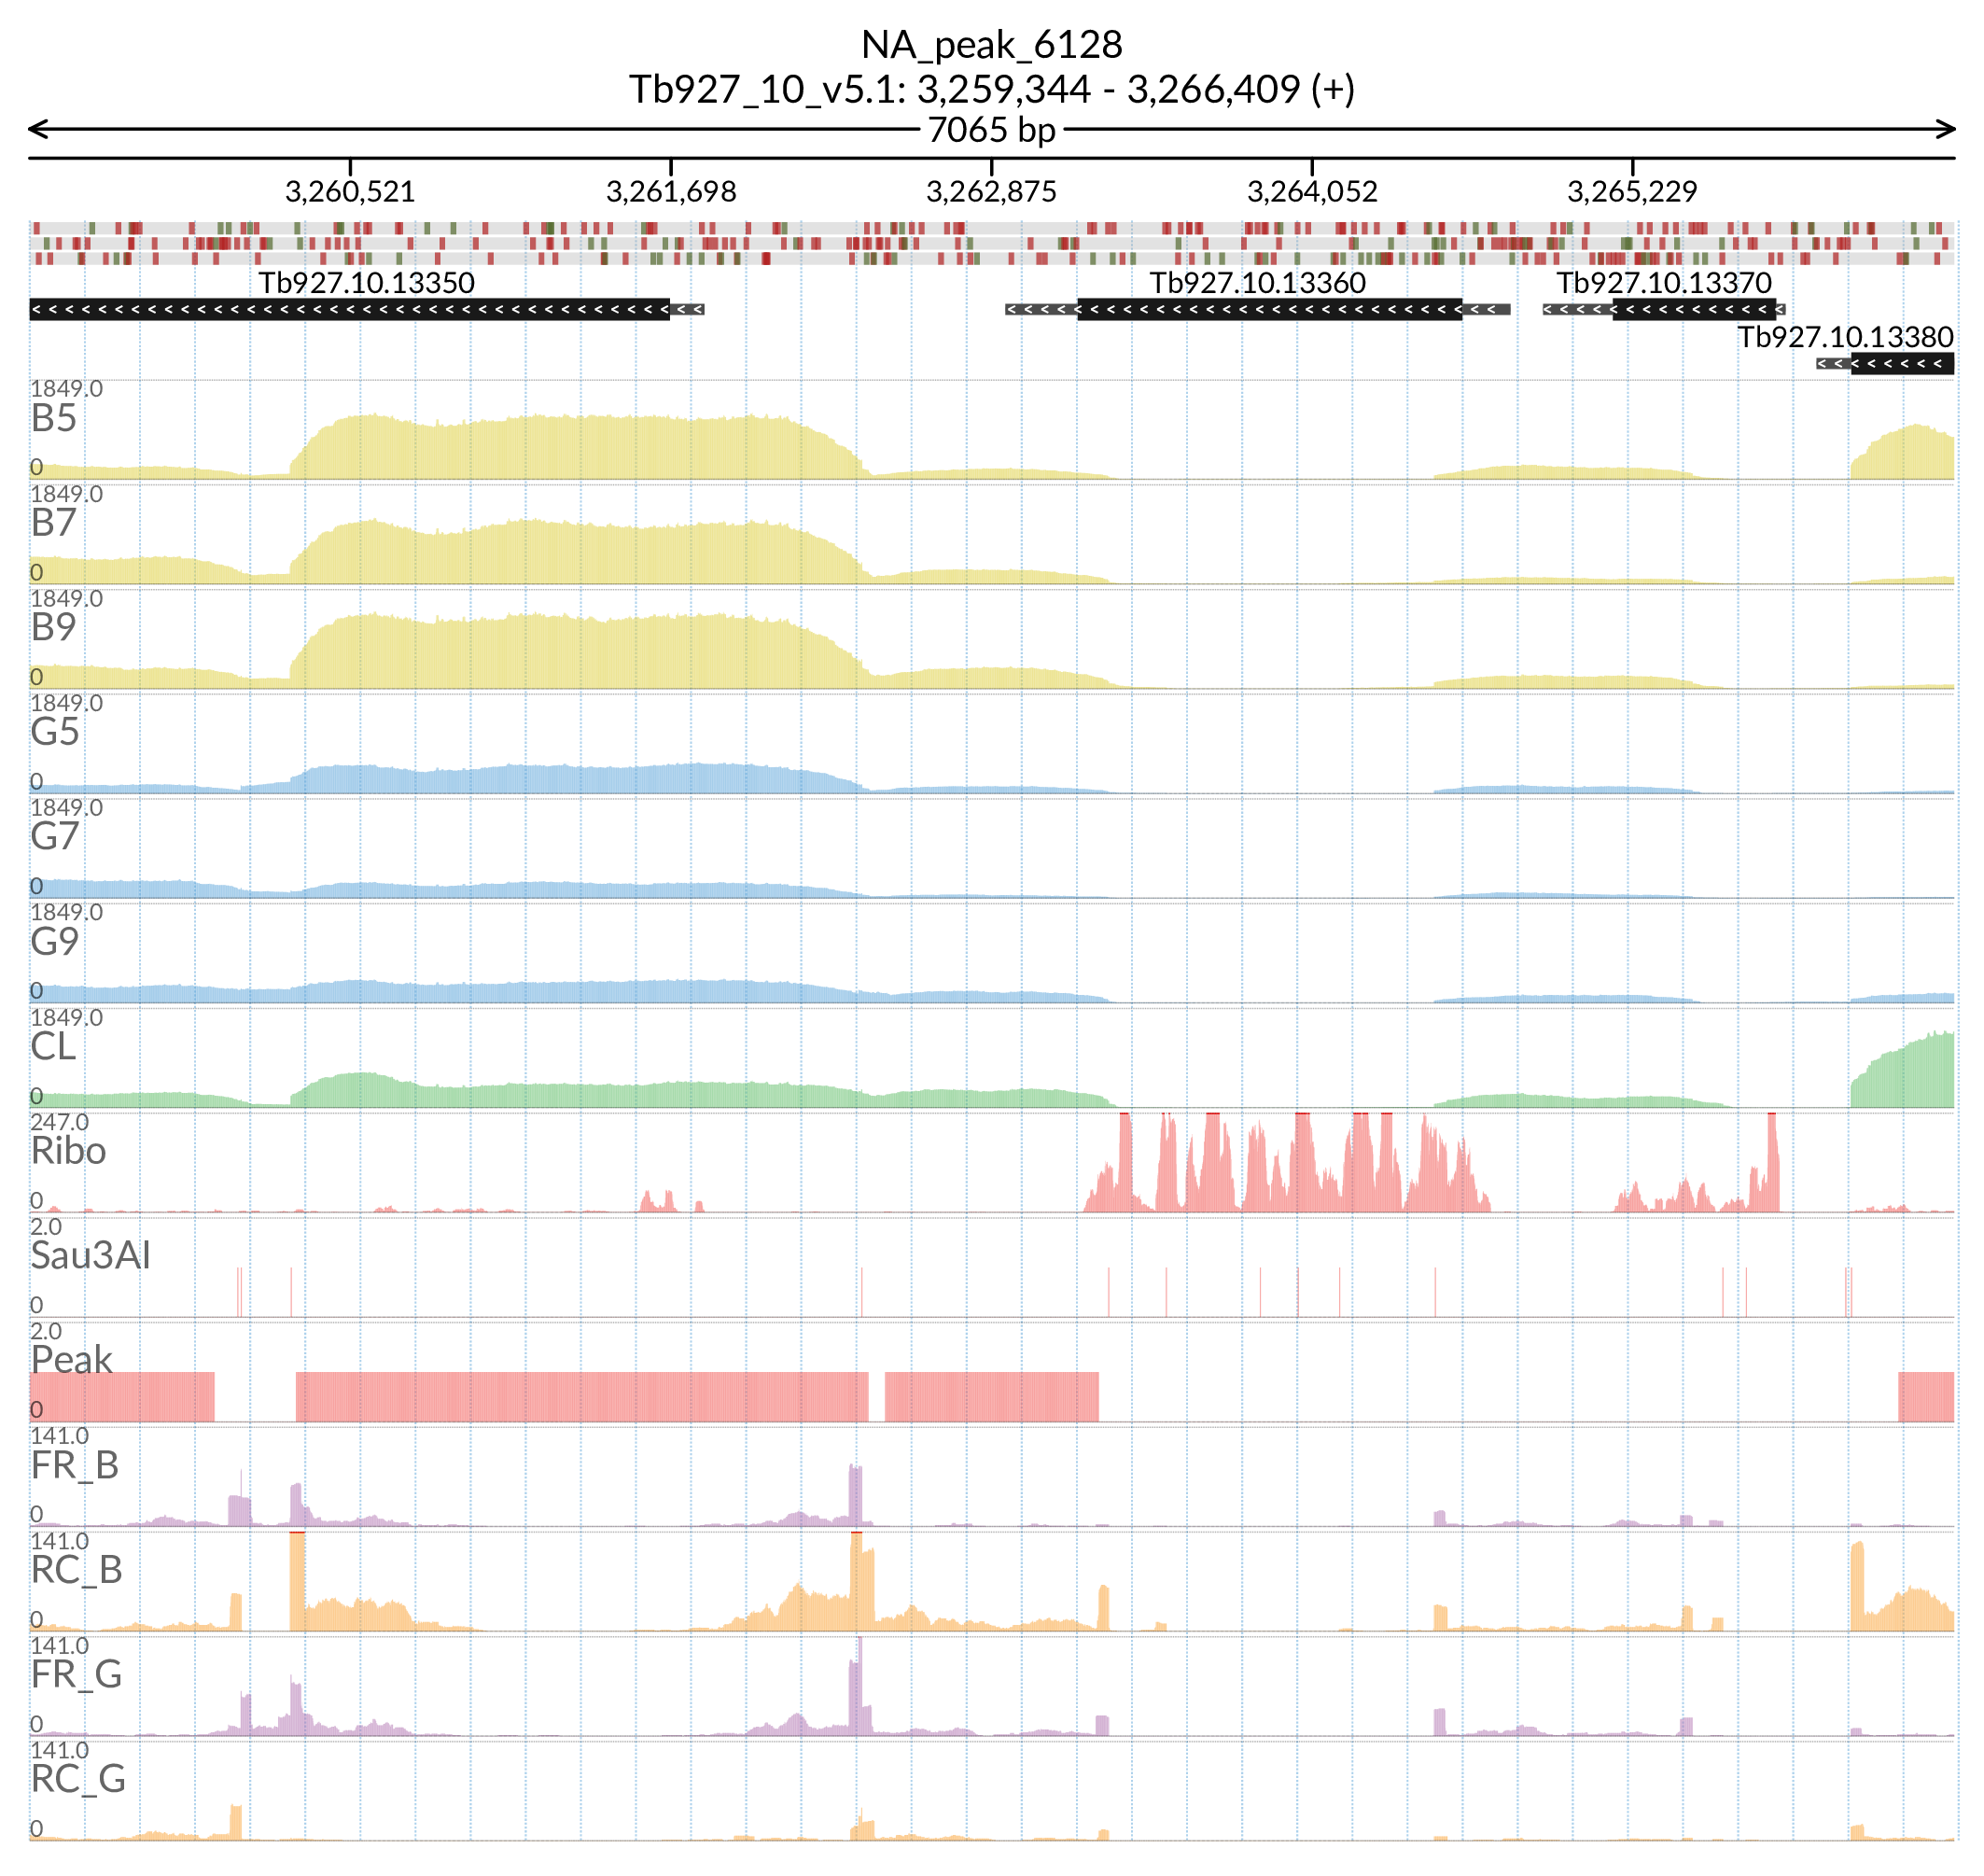 NA_peak_6128
Tb927_10_v5.1: 3,259,344 - 3,266,409 (+)
7065 bp
3,260,521 3,261,698 3,262,875 3,264,052 3,265,229
Tb927.10.13350 Tb927.10.13360 Tb927.10.13370
Tb927.10.13380
1849.0
B5
0
1849.0
B7
0
1849.0
B9
0
1849.0
G5
0
1849.0
G7
0
1849.0
G9
0
1849.0
CL
0
247.0
Ribo
0
2.0
Sau3AI
0
2.0
Peak
0
141.0
FR_B
0
141.0
RC_B
0
141.0
FR_G
0
141.0
RC_G
0